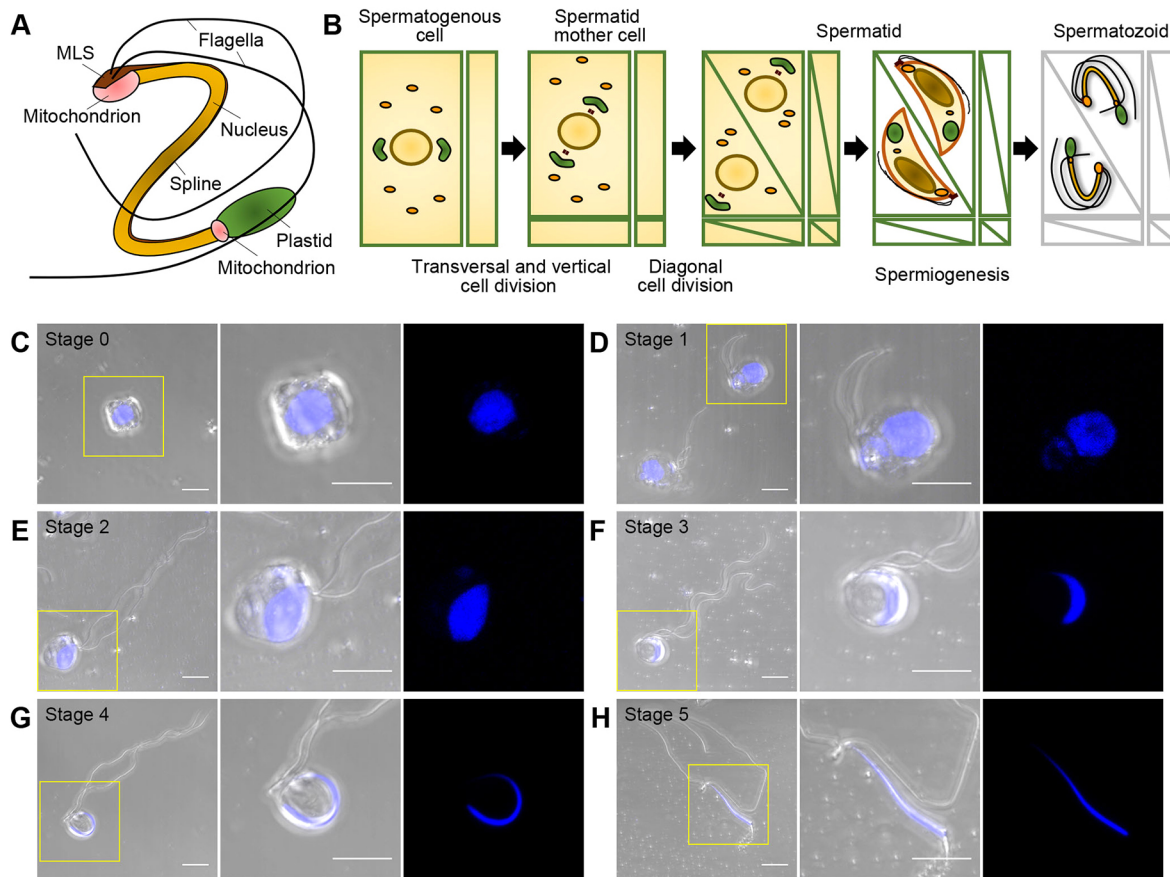 A
MLS
Flagella
Mitochondrion
Nucleus
Spline
Plastid
Mitochondrion
B
Spermatogenous
cell
Spermatid
mother cell
Spermatid
Spermatozoid
Transversal and vertical
cell division
Diagonal
cell division
Spermiogenesis
C
Stage 0
D
Stage 1
E
Stage 2
F
Stage 3
G
Stage 4
H
Stage 5